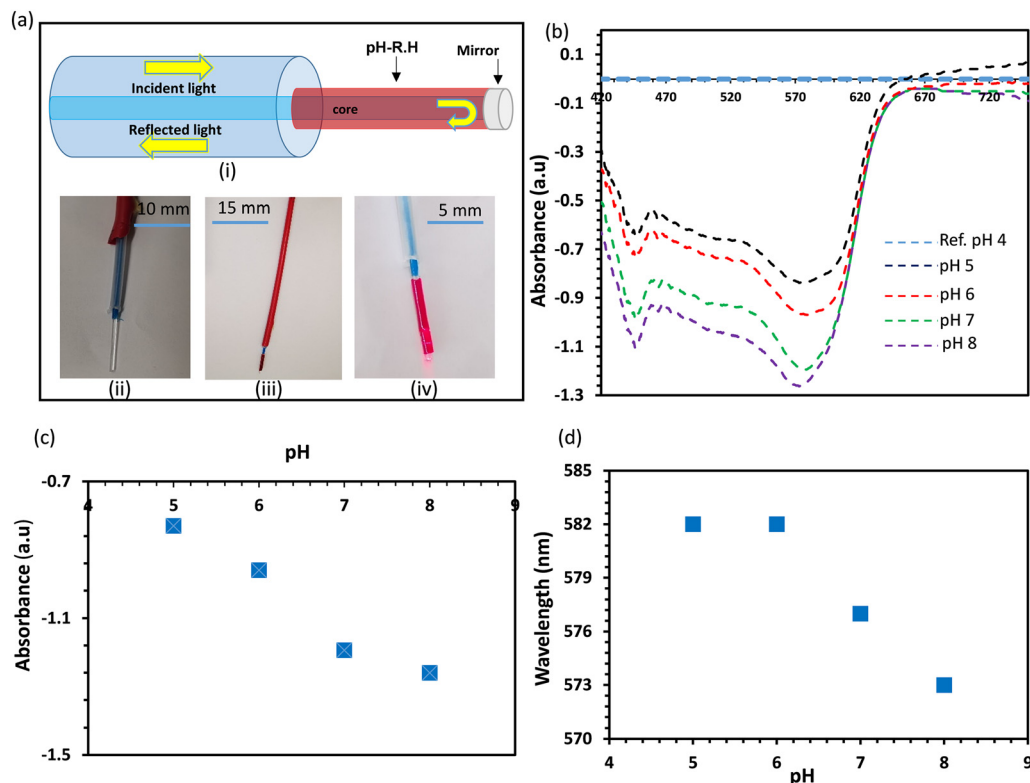 (a)
pH-R.H
Mirror
Incident light
core
Reflected light
(i)
10 mm
15 mm
5 mm
(ii)
(iii)
(iv)
(b)
0.1
-0.1
-0.3
-0.5
-0.7
-0.9
-1.1
-1.3
Absorbance (a.u)
420
470
520
570
620
670
720
Ref. pH 4
pH 5
pH 6
pH 7
pH 8
(c)
pH
-0.7
-1.1
-1.5
Absorbance (a.u)
4
5
6
7
8
9
(d)
585
582
579
576
573
570
Wavelength (nm)
4
5
6
7
8
9
pH